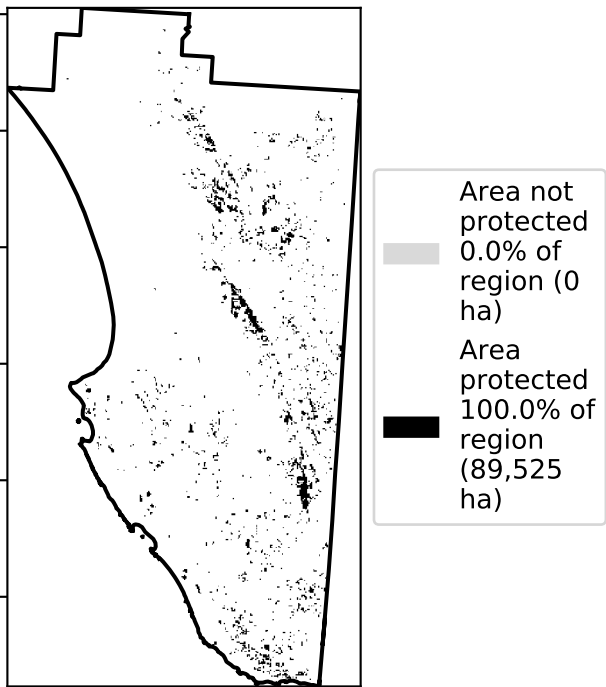 Area not
protected
0.0% of
region (0
ha)
Area
protected
100.0% of
region
(89,525
ha)